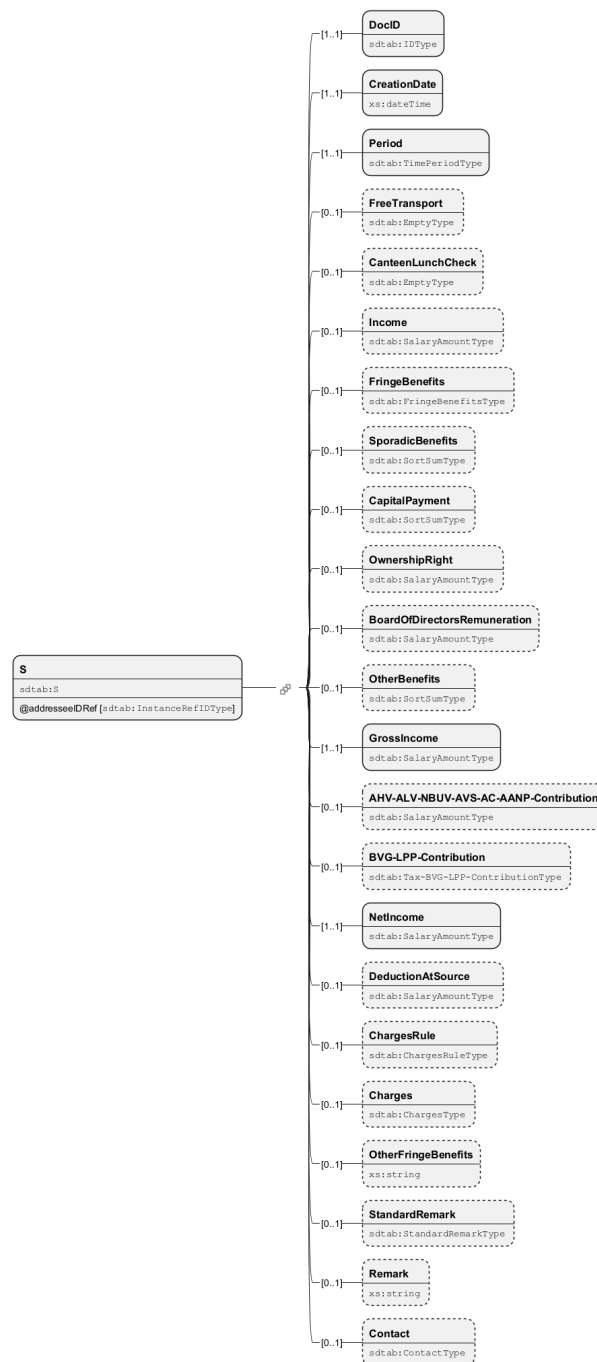 DocID
[1..1]
sdtab:IDType
CreationDate
[1..1]
xs:dateTime
Period
[1..1]
sdtab:TimePeriodType
FreeTransport
[0..1]
sdtab:EmptyType
CanteenLunchCheck
[0..1]
sdtab:EmptyType
Income
[0..1]
sdtab:SalaryAmountType
FringeBenefits
[0..1]
sdtab:FringeBenefitsType
SporadicBenefits
[0..1]
sdtab:SortSumType
CapitalPayment
[0..1]
sdtab:SortSumType
OwnershipRight
[0..1]
sdtab:SalaryAmountType
BoardOfDirectorsRemuneration
[0..1]
sdtab:SalaryAmountType
S
sdtab:S
@addresseeIDRef [sdtab:InstanceRefIDType]
OtherBenefits
[0..1]
sdtab:SortSumType
GrossIncome
[1..1]
sdtab:SalaryAmountType
AHV-ALV-NBUV-AVS-AC-AANP-Contribution
[0..1]
sdtab:SalaryAmountType
BVG-LPP-Contribution
[0..1]
sdtab:Tax-BVG-LPP-ContributionType
NetIncome
[1..1]
sdtab:SalaryAmountType
DeductionAtSource
[0..1]
sdtab:SalaryAmountType
ChargesRule
[0..1]
sdtab:ChargesRuleType
Charges
[0..1]
sdtab:ChargesType
OtherFringeBenefits
[0..1]
xs:string
StandardRemark
[0..1]
sdtab:StandardRemarkType
Remark
[0..1]
xs:string
Contact
[0..1]
sdtab:ContactType